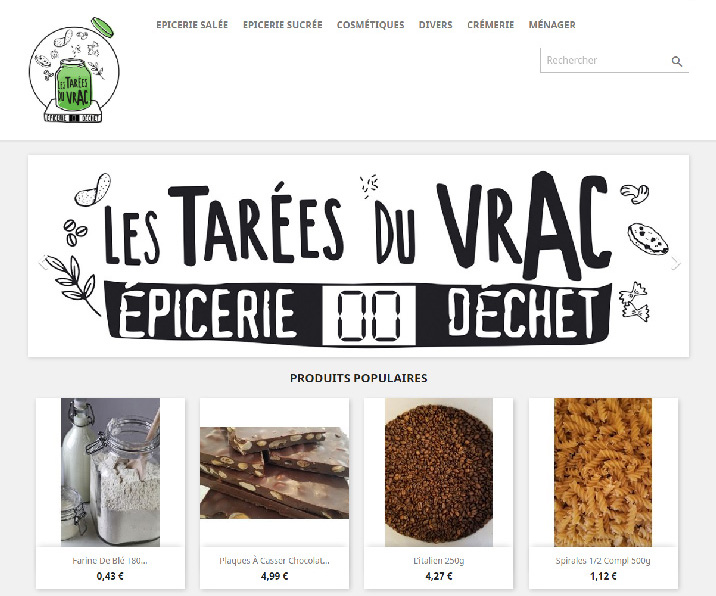 EPICERIE SALÉE EPICERIE SUCRÉE COSMÉTIQUES DIVERS CRÉMERIE MÉNAGER
Rechercher
LES TARÉES
DU VRAC
ÉPICERIE 00 DÉCHET
LES TARÉES DU VRAC
ÉPICERIE 00 DÉCHET
PRODUITS POPULAIRES
Farine De Blé T80...
0,43 €
Plaques À Casser Chocolat...
4,99 €
L'italien 250g
4,27 €
Spirales 1/2 Compl 500g
1,12 €